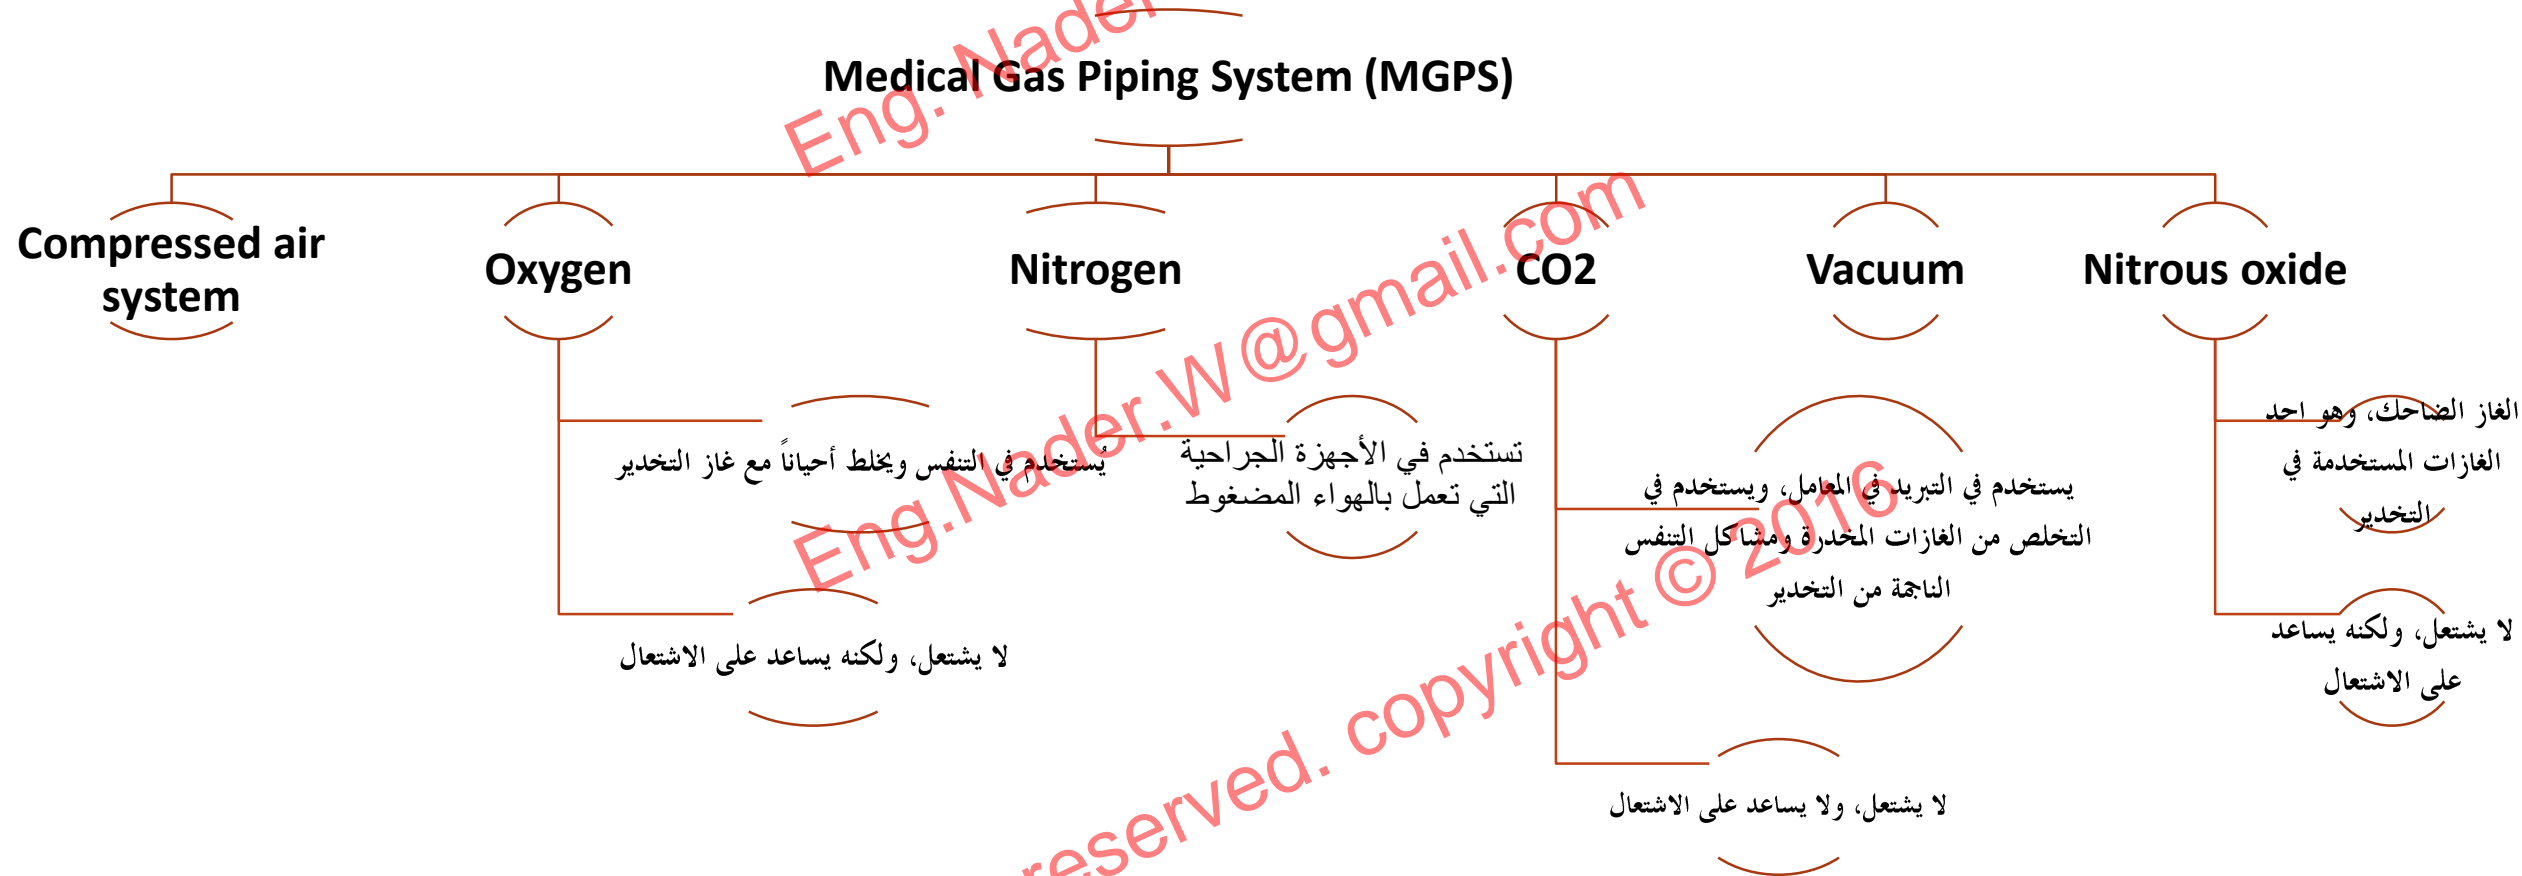 Medical Gas Piping System (MGPS)
Compressed air
system
Oxygen
Nitrogen
CO2
Vacuum
Nitrous oxide
يُستخدم في التنفس ويخلط أحياناً مع غاز التخدير
لا يشتعل، ولكنه يساعد على الاشتعال
تستخدم في الأجهزة الجراحية
التي تعمل بالهواء المضغوط
يستخدم في التبريد في المعامل، ويستخدم في
التخلص من الغازات المخدرة ومشاكل التنفس
الناجمة من التخدير
لا يشتعل، ولا يساعد على الاشتعال
الغاز الضاحك، وهو احد
الغازات المستخدمة في
التخدير
لا يشتعل، ولكنه يساعد
على الاشتعال
Eng. Nader
Eng.Nader.W@gmail.com
reserved. copyright © 2016